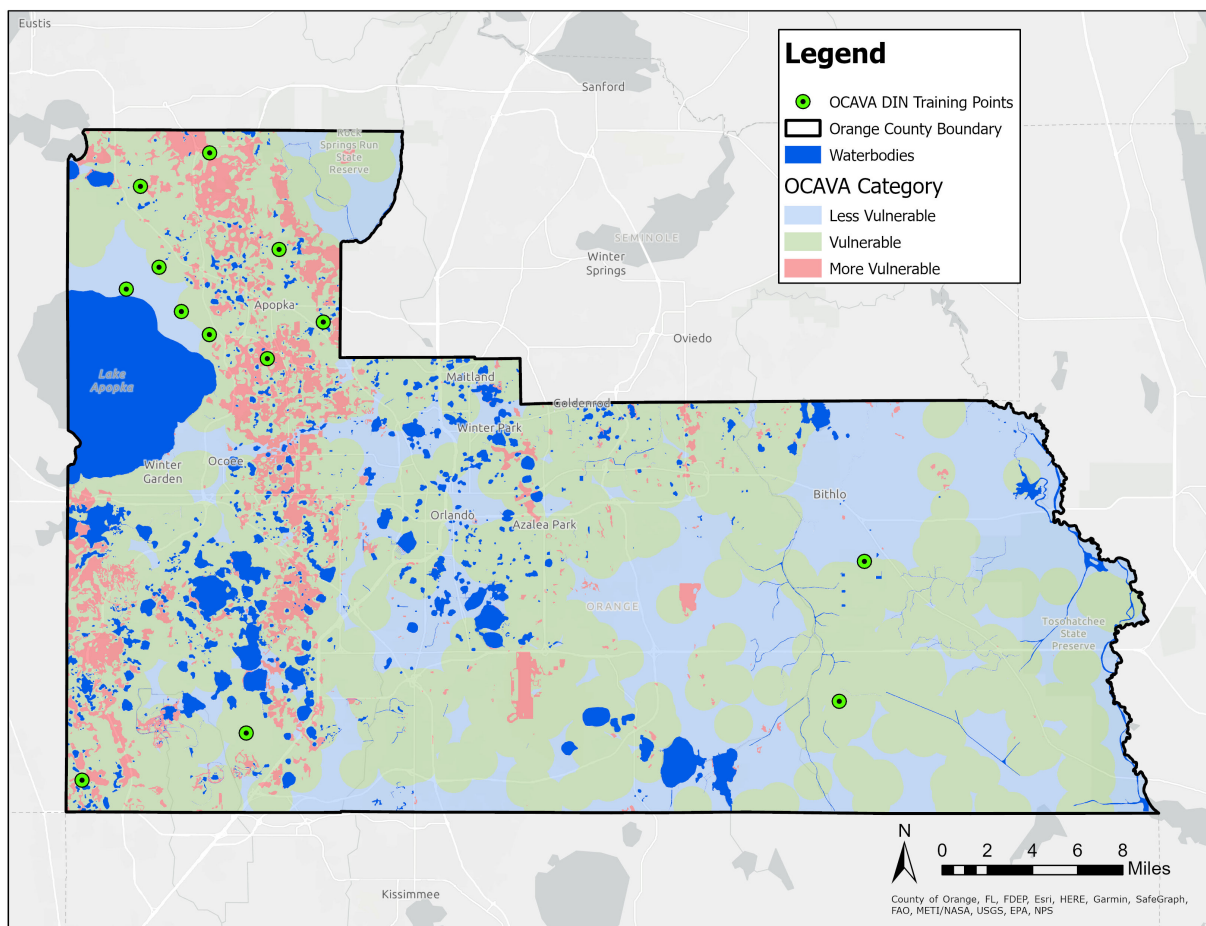 Eustis
Legend
OCAVA DIN Training Points
Orange County Boundary
Waterbodies
OCAVA Category
Less Vulnerable
Vulnerable
More Vulnerable
Sanford
Rock
Springs Run
State
Reserve
SEMINOLE
Winter
Springs
Apopka
Oviedo
Lake
Apopka
Maitland
Goldenrod
Winter Park
Ocoee
Winter
Garden
Bithlo
Orlando
Azalea Park
ORANGE
Tosohatchee
State
Preserve
N
0 2 4 6 8
Miles
Kissimmee
County of Orange, FL, FDEP, Esri, HERE, Garmin, SafeGraph,
FAO, METI/NASA, USGS, EPA, NPS